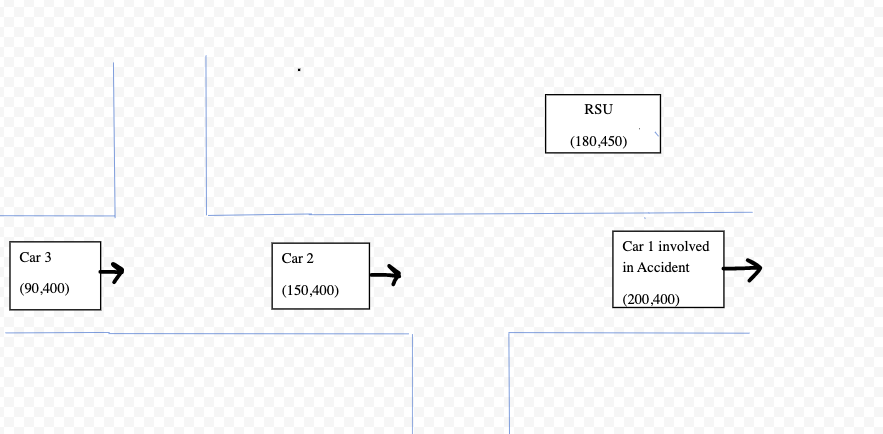 RSU
(180,450)
Car 3
(90,400)
Car 2
(150,400)
Car 1 involved
in Accident
(200,400)